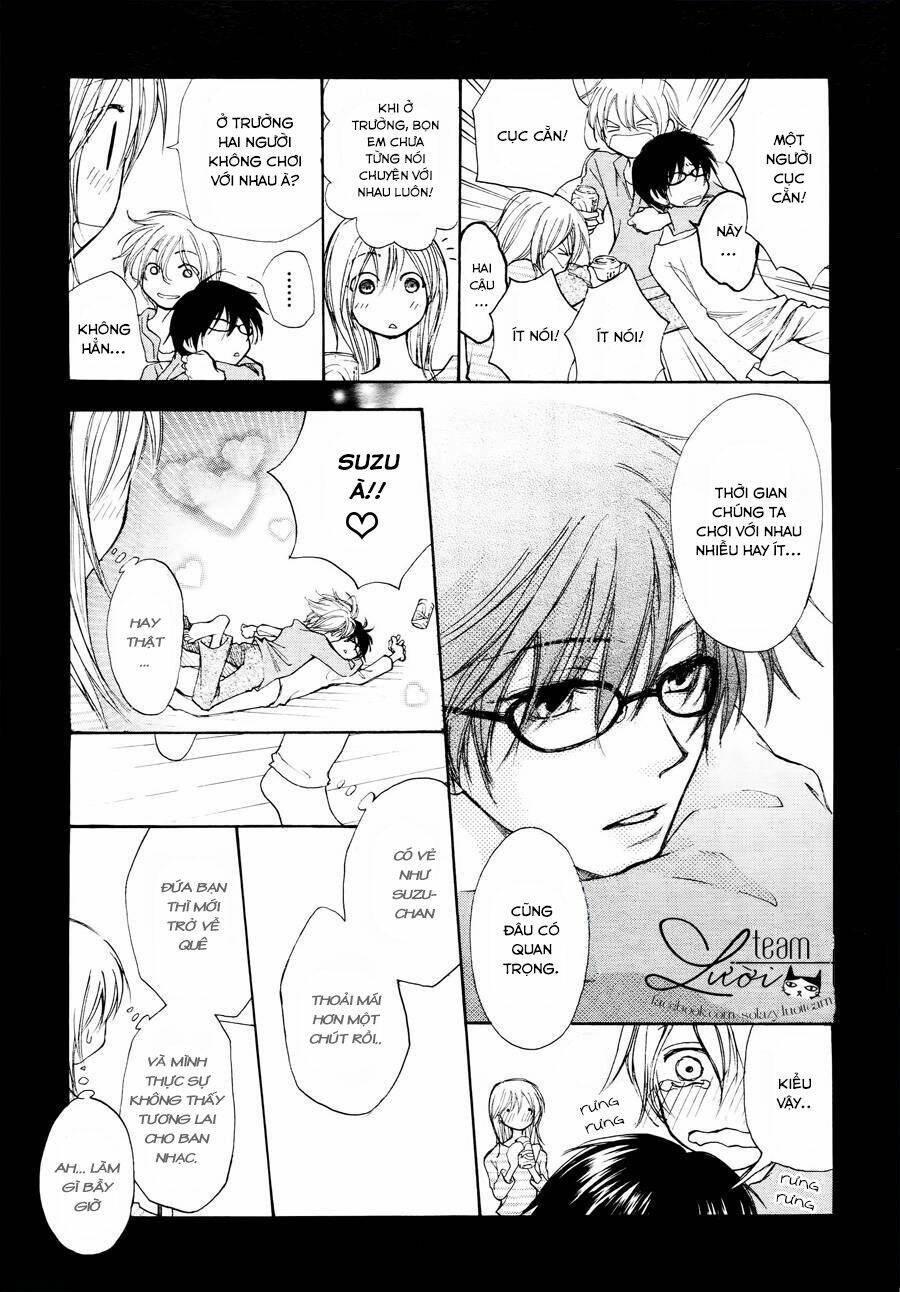 MỘT
NGƯỜI
CỤC
CẰN!
CỤC CẰN!
NÀY
...
HAI
CẬU
...
ÍT NÓI!
ÍT NÓI!
KHI Ở
TRƯỜNG, BỌN
EM CHƯA
TỪNG NÓI
CHUYỆN VỚI
NHAU LUÔN!
Ở TRƯỜNG
HAI NGƯỜI
KHÔNG CHƠI
VỚI NHAU À?
......
KHÔNG
HẲN...
THỜI GIAN
CHÚNG TA
CHƠI VỚI NHAU
NHIỀU HAY ÍT...
CŨNG
ĐÂU CÓ
QUAN
TRỌNG.
SUZU
À!!
♡
HAY
THẬT
...
team
Lười
facebook.com/solazy.luoiteam
KIỂU
VẬY..
rưng
rưng
rưng
rưng
CÓ VẺ
NHƯ
SUZU-
CHAN
THOẢI MÁI
HƠN MỘT
CHÚT RỒI..
ĐỨA BẠN
THÌ MỚI
TRỞ VỀ
QUÊ
VÀ MÌNH
THỰC SỰ
KHÔNG THẤY
TƯƠNG LAI
CHO BAN
NHẠC.
AH... LÀM
GÌ BÂY
GIỜ